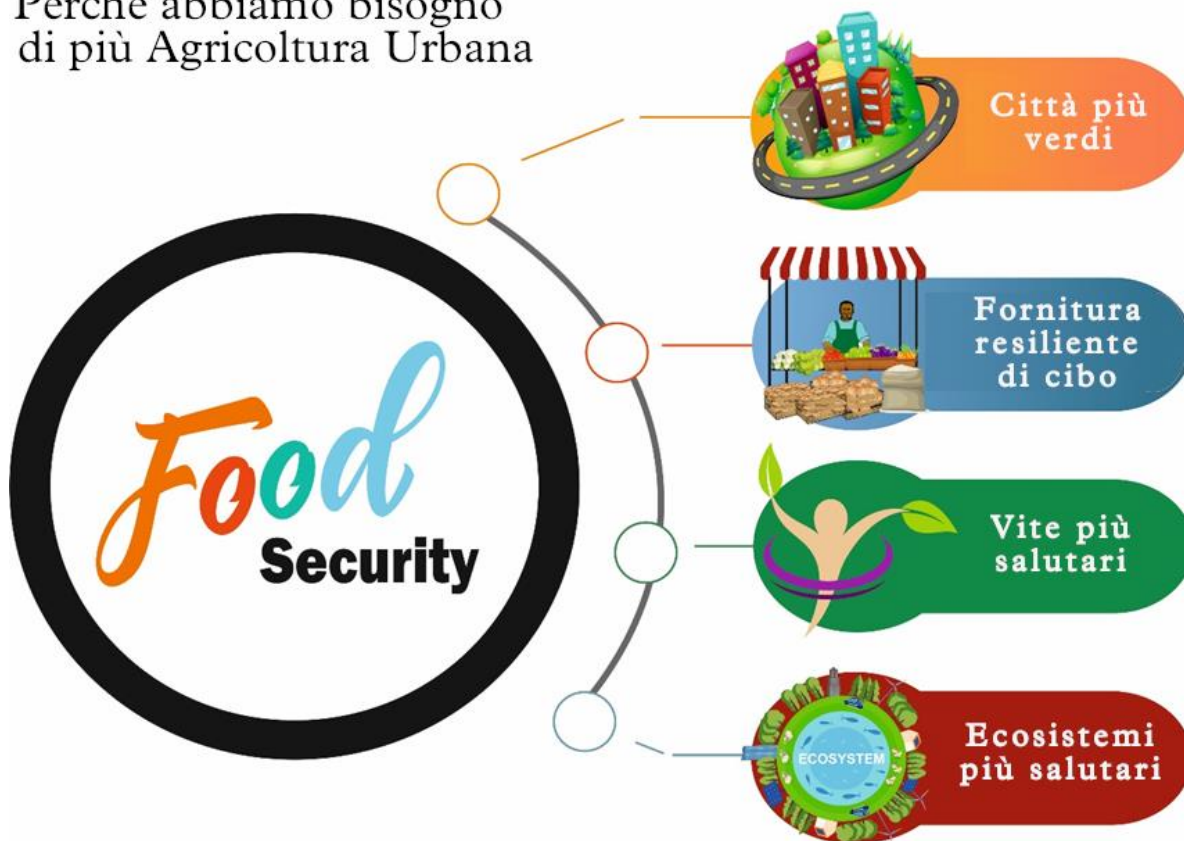 Perché abbiamo bisogno
di più Agricoltura Urbana
Food
Security
Città più
verdi
Fornitura
resiliente
di cibo
Vite più
salutari
ECOSYSTEM
Ecosistemi
più salutari